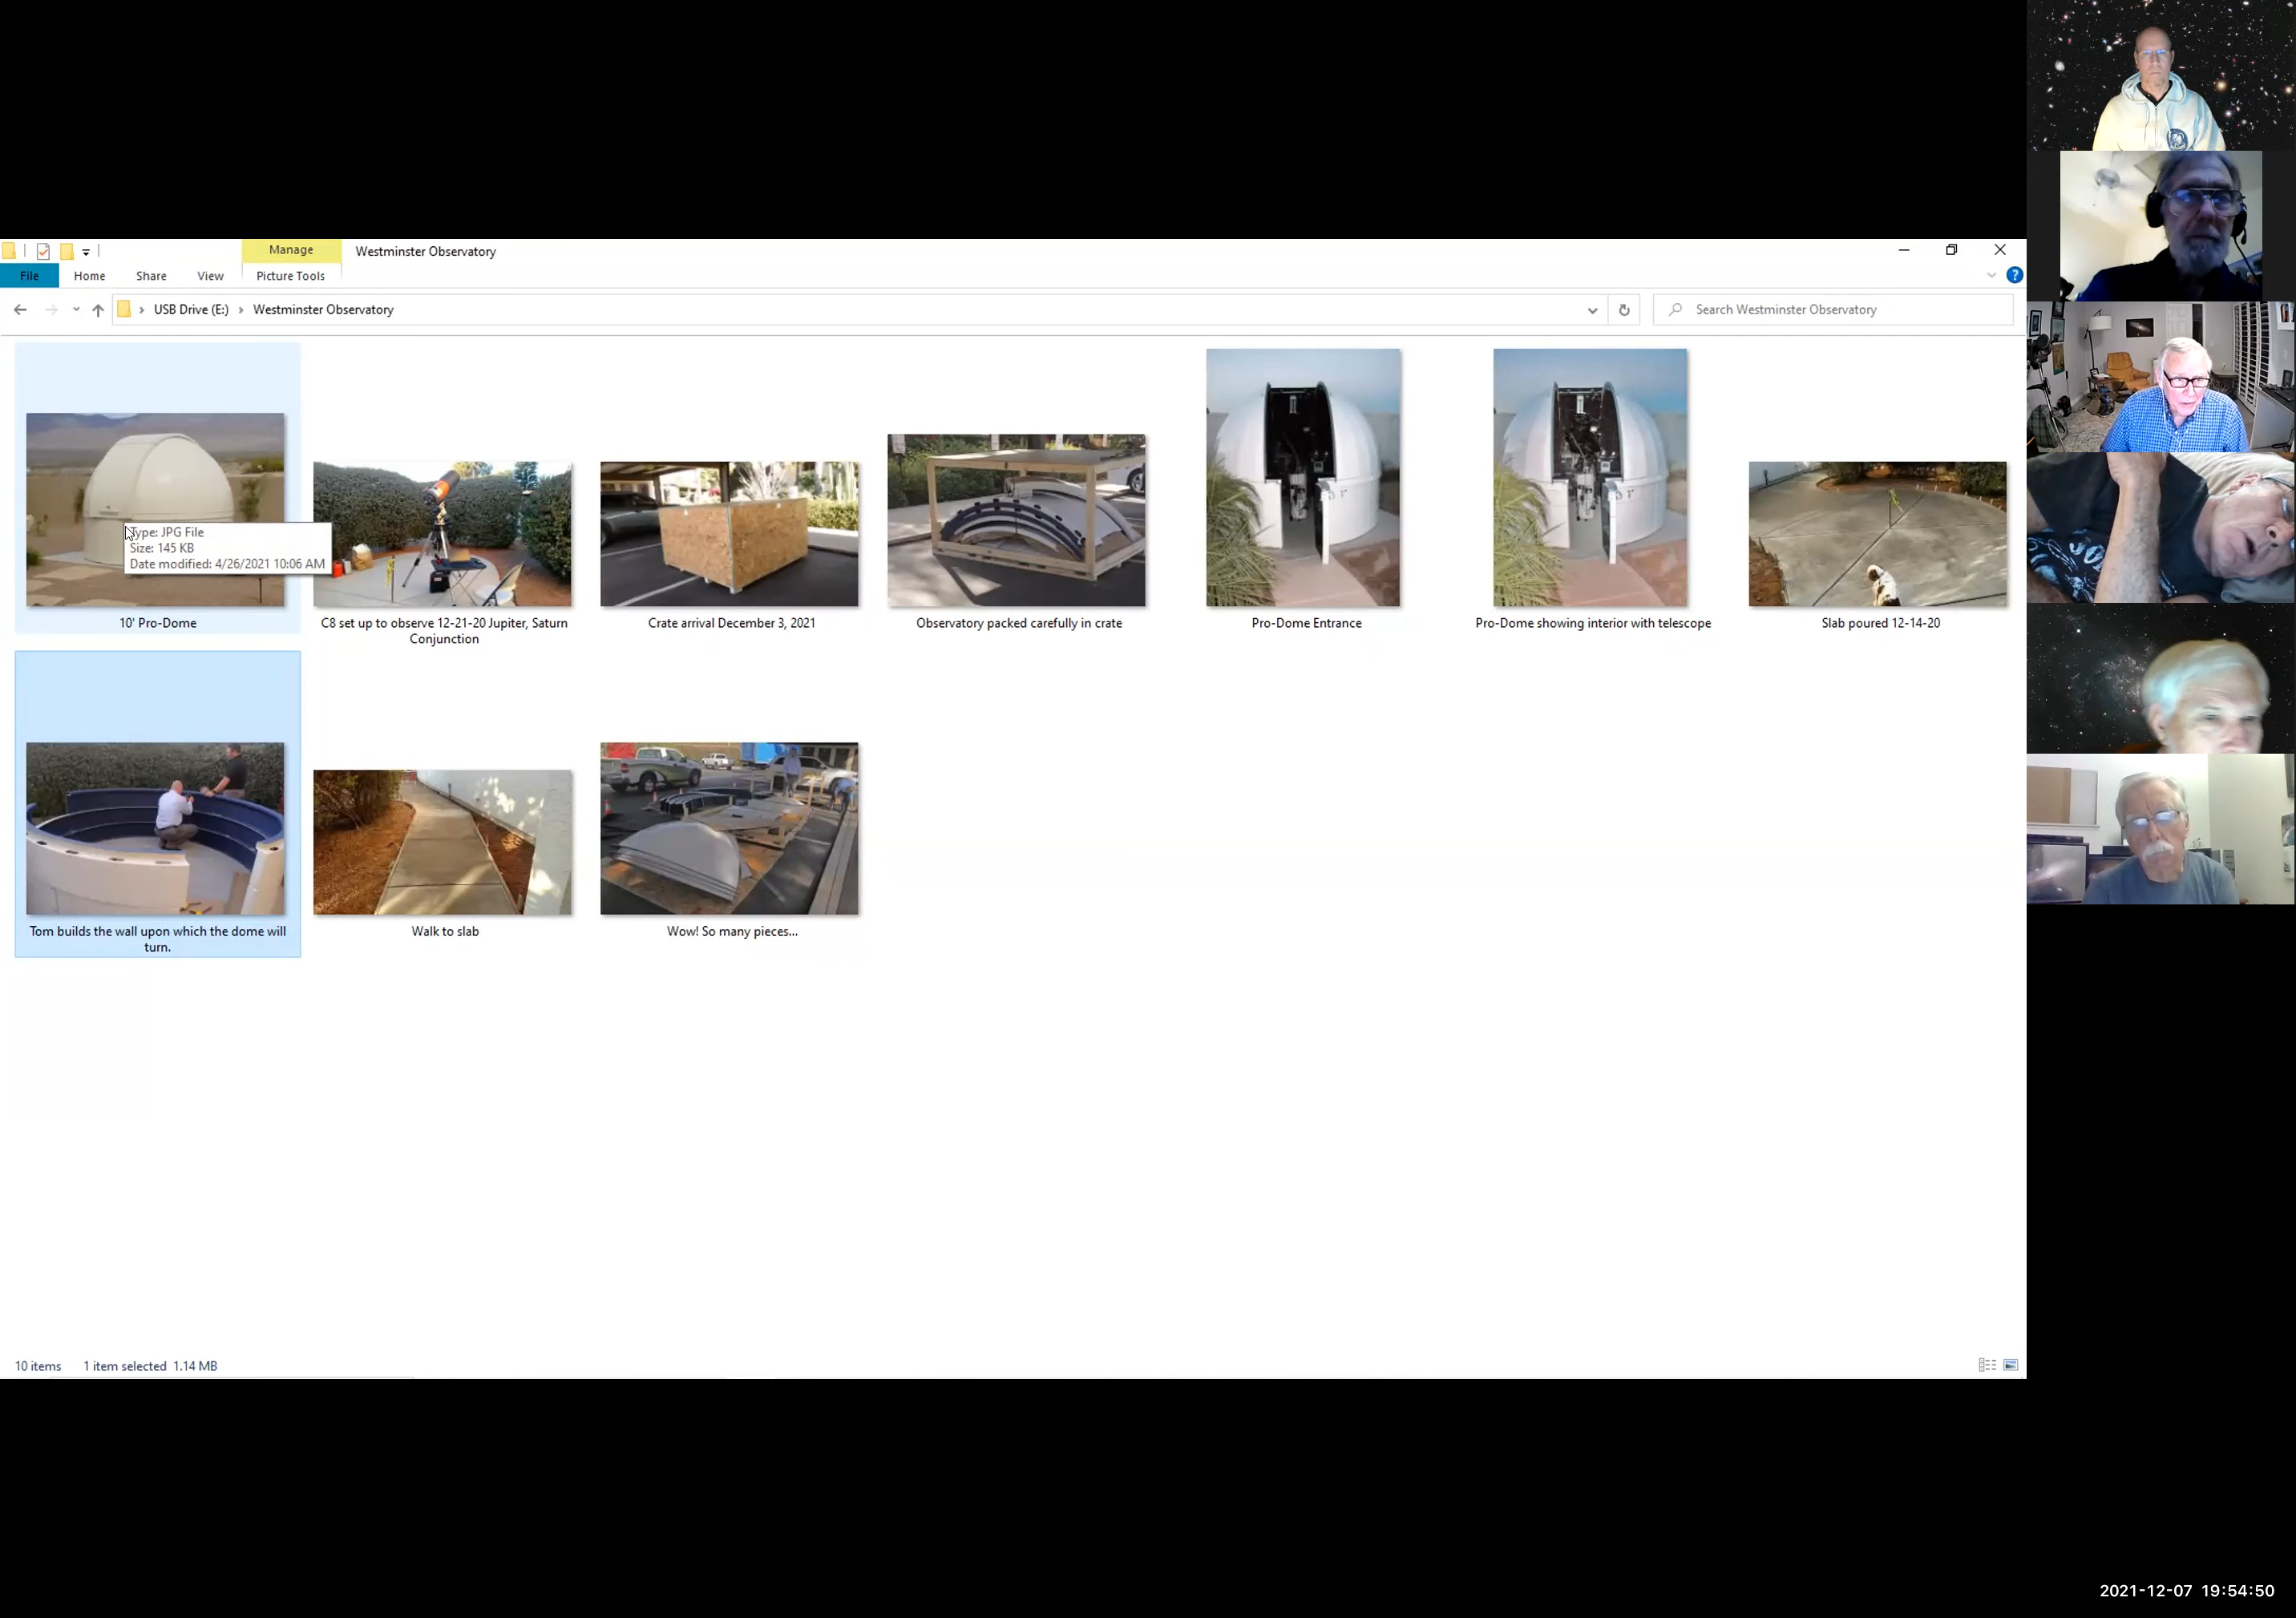 Manage
Westminster Observatory
File
Home
Share
View
Picture Tools
USB Drive (E:)
Westminster Observatory
Search Westminster Observatory
Type: JPG File
Size: 145 KB
Date modified: 4/26/2021 10:06 AM
10' Pro-Dome
C8 set up to observe 12-21-20 Jupiter, Saturn
Conjunction
Crate arrival December 3, 2021
Observatory packed carefully in crate
Pro-Dome Entrance
Pro-Dome showing interior with telescope
Slab poured 12-14-20
Tom builds the wall upon which the dome will
turn.
Walk to slab
Wow! So many pieces...
10 items
1 item selected 1.14 MB
2021-12-07 19:54:50